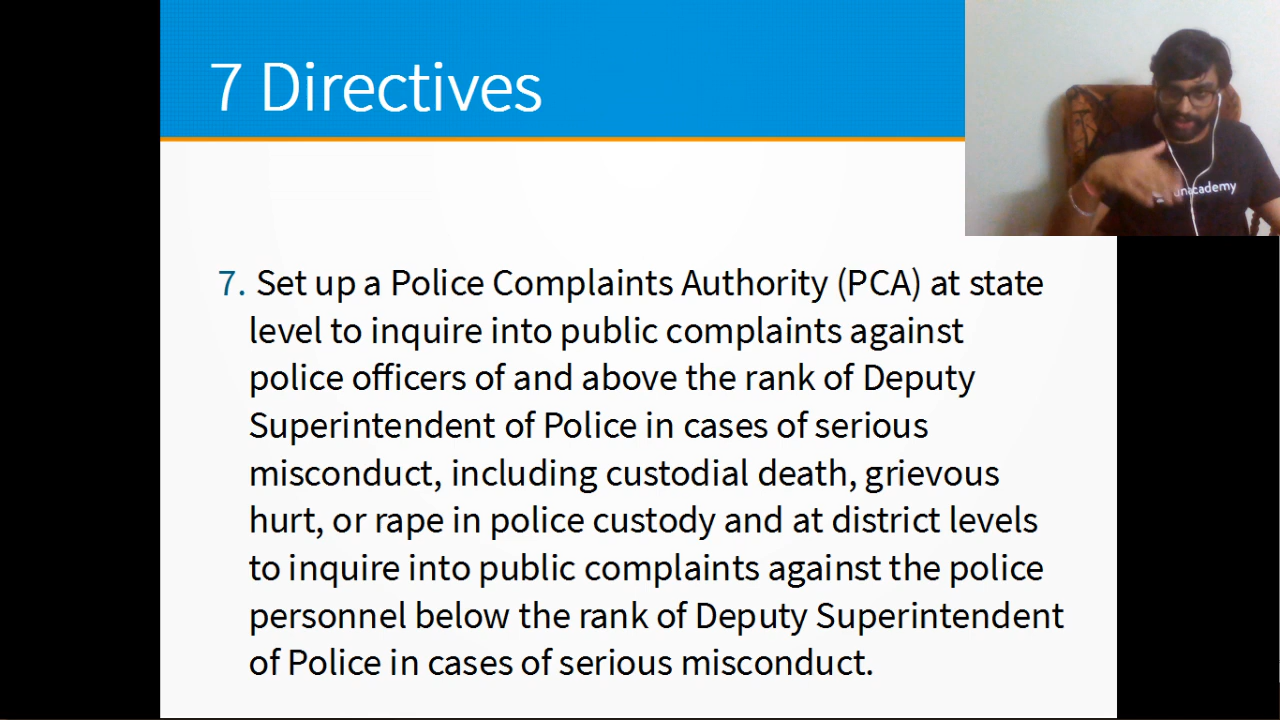 7 Directives
unacademy
7. Set up a Police Complaints Authority (PCA) at state
level to inquire into public complaints against
police officers of and above the rank of Deputy
Superintendent of Police in cases of serious
misconduct, including custodial death, grievous
hurt, or rape in police custody and at district levels
to inquire into public complaints against the police
personnel below the rank of Deputy Superintendent
of Police in cases of serious misconduct.